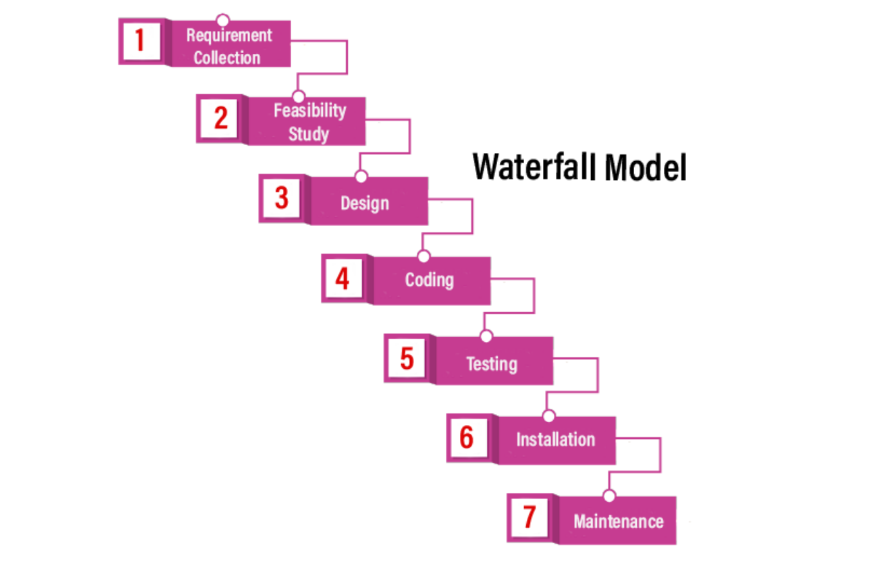 1
Requirement
Collection
2
Feasibility
Study
Waterfall Model
3
Design
4
Coding
5
Testing
6
Installation
7
Maintenance